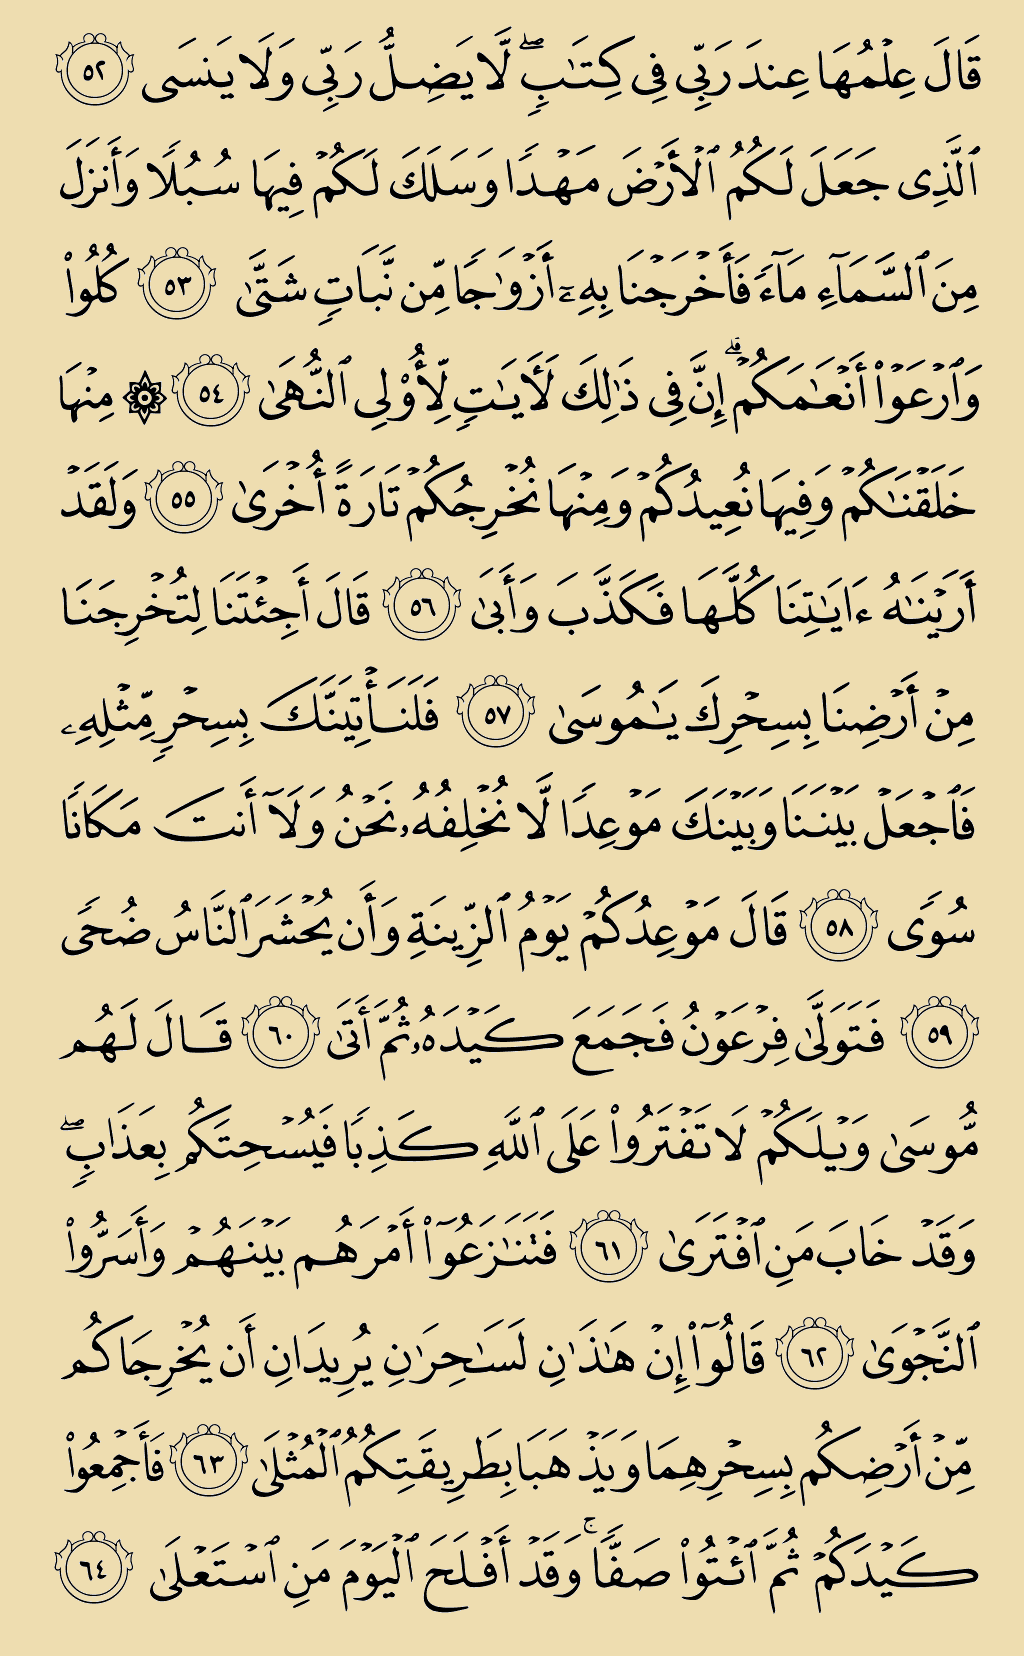 قَالَ عِلْمُهَا عِندَ رَبِّى فِى كِتَـٰبٍۢ ۖ لَّا يَضِلُّ رَبِّى وَلَا يَنسَى ٥٢
ٱلَّذِى جَعَلَ لَكُمُ ٱلْأَرْضَ مَهْدًا وَسَلَكَ لَكُمْ فِيهَا سُبُلًا وَأَنزَلَ
مِنَ ٱلسَّمَآءِ مَآءً فَأَخْرَجْنَا بِهِۦٓ أَزْوَٰجًا مِّن نَّبَاتٍ شَتَّىٰ ٥٣ كُلُوا۟
وَٱرْعَوْا۟ أَنْعَـٰمَكُمْ ۗ إِنَّ فِى ذَٰلِكَ لَـَٔايَـٰتٍ لِّأُو۟لِى ٱلنُّهَىٰ ٥٤ ۞ مِنْهَا
خَلَقْنَـٰكُمْ وَفِيهَا نُعِيدُكُمْ وَمِنْهَا نُخْرِجُكُمْ تَارَةً أُخْرَىٰ ٥٥ وَلَقَدْ
أَرَيْنَـٰهُ ءَايَـٰتِنَا كُلَّهَا فَكَذَّبَ وَأَبَىٰ ٥٦ قَالَ أَجِئْتَنَا لِتُخْرِجَنَا
مِنْ أَرْضِنَا بِسِحْرِكَ يَـٰمُوسَىٰ ٥٧ فَلَنَأْتِيَنَّكَ بِسِحْرٍ مِّثْلِهِۦ
فَٱجْعَلْ بَيْنَنَا وَبَيْنَكَ مَوْعِدًا لَّا نُخْلِفُهُۥ نَحْنُ وَلَآ أَنتَ مَكَانًا
سُوًى ٥٨ قَالَ مَوْعِدُكُمْ يَوْمُ ٱلزِّينَةِ وَأَن يُحْشَرَ ٱلنَّاسُ ضُحًى
٥٩ فَتَوَلَّىٰ فِرْعَوْنُ فَجَمَعَ كَيْدَهُۥ ثُمَّ أَتَىٰ ٦٠ قَالَ لَهُم
مُّوسَىٰ وَيْلَكُمْ لَا تَفْتَرُوا۟ عَلَى ٱللَّهِ كَذِبًا فَيُسْحِتَكُم بِعَذَابٍ ۖ
وَقَدْ خَابَ مَنِ ٱفْتَرَىٰ ٦١ فَتَنَـٰزَعُوٓا۟ أَمْرَهُم بَيْنَهُمْ وَأَسَرُّوا۟
ٱلنَّجْوَىٰ ٦٢ قَالُوٓا۟ إِنْ هَـٰذَٰنِ لَسَـٰحِرَٰنِ يُرِيدَانِ أَن يُخْرِجَاكُم
مِّنْ أَرْضِكُم بِسِحْرِهِمَا وَيَذْهَبَا بِطَرِيقَتِكُمُ ٱلْمُثْلَىٰ ٦٣ فَأَجْمِعُوا۟
كَيْدَكُمْ ثُمَّ ٱئْتُوا۟ صَفًّا ۚ وَقَدْ أَفْلَحَ ٱلْيَوْمَ مَنِ ٱسْتَعْلَىٰ ٦٤